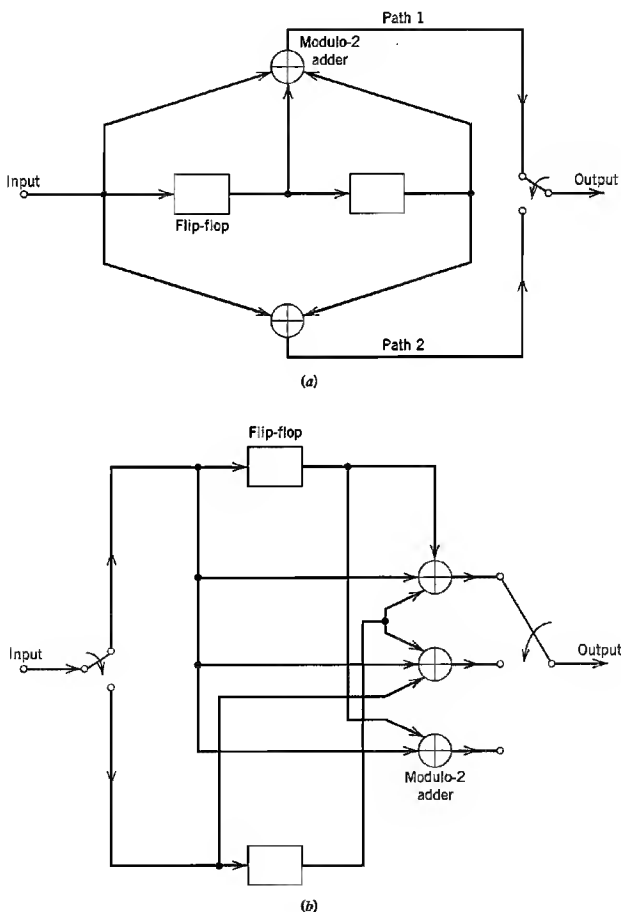 Path 1
Modulo-2
adder
Input
Output
Flip-flop
Path 2
(a)
Flip-flop
Input
Output
Modulo-2
adder
(b)